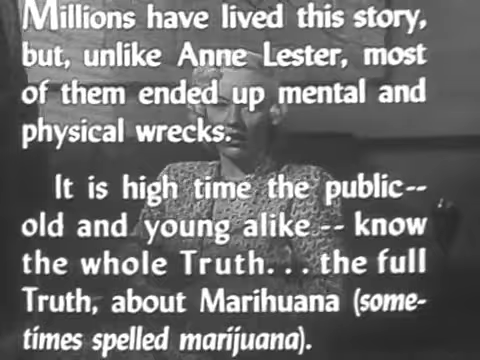 Millions have lived this story,
but, unlike Anne Lester, most
of them ended up mental and
physical wrecks.
It is high time the public--
old and young alike -- know
the whole Truth... the full
Truth, about Marihuana (some-
times spelled marijuana).